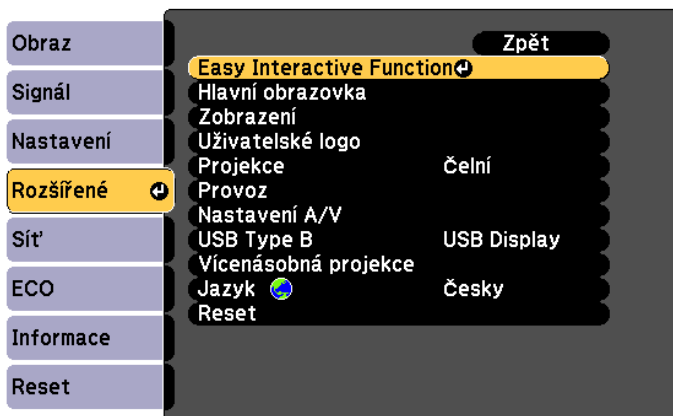 Obraz
Signál
Nastavení
Rozšířené
Síť
ECO
Informace
Reset
Zpět
Easy Interactive Function
Hlavní obrazovka
Zobrazení
Uživatelské logo
Projekce Čelní
Provoz
Nastavení A/V
USB Type B USB Display
Vícenásobná projekce
Jazyk Česky
Reset